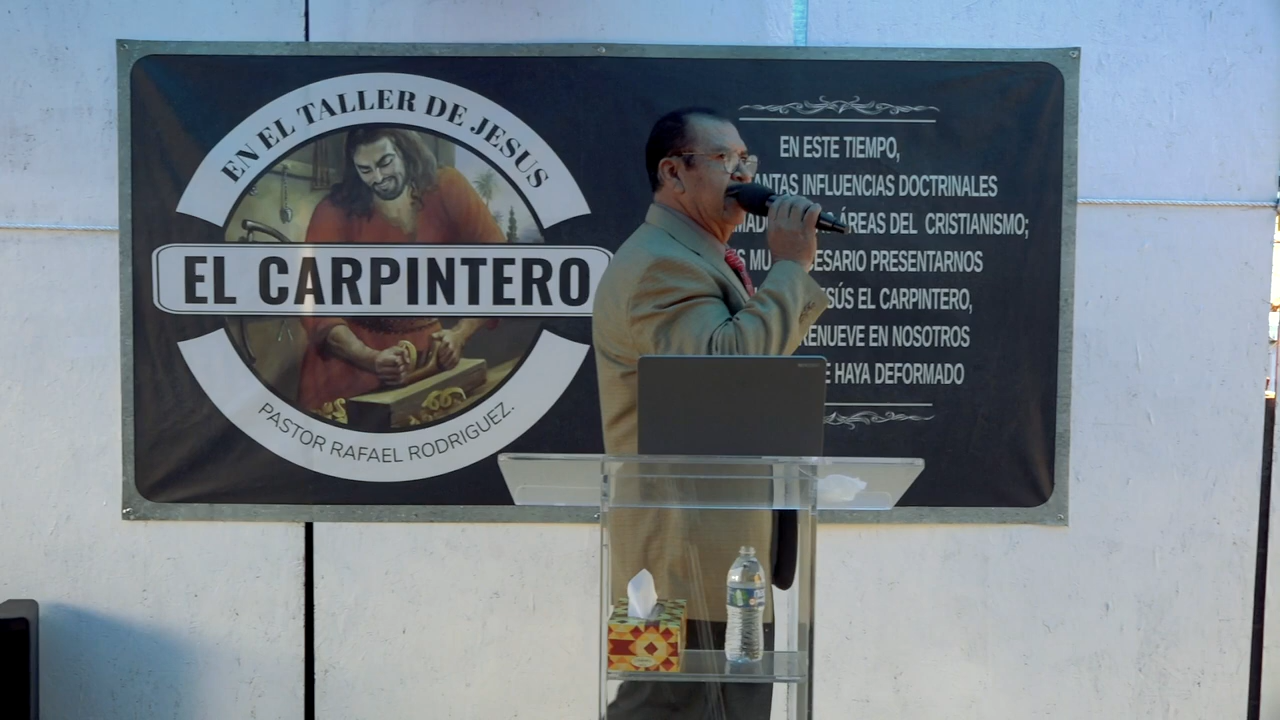 EN EL TALLER DE JESUS
EL CARPINTERO
PASTOR RAFAEL RODRIGUEZ.
EN ESTE TIEMPO,
INFLUENCIAS DOCTRINALES
ÁREAS DEL CRISTIANISMO;
PRESENTARNOS
EL CARPINTERO,
EN NOSOTROS
HAYA DEFORMADO